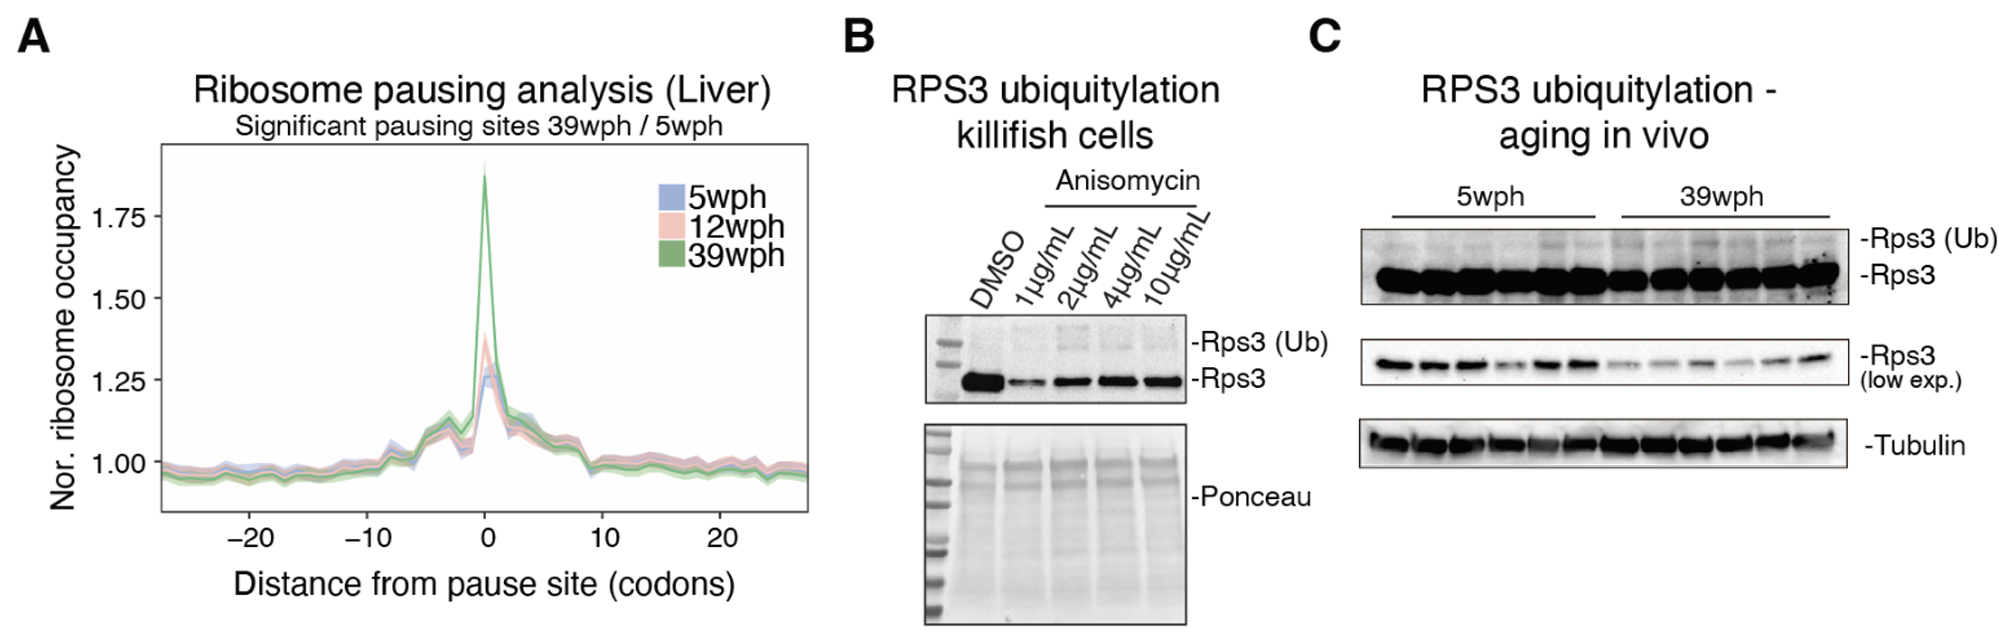 A
Ribosome pausing analysis (Liver)
Significant pausing sites 39wph / 5wph
Nor. ribosome occupancy
1.75
1.50
1.25
1.00
5wph
12wph
39wph
−20
−10
0
10
20
Distance from pause site (codons)
B
RPS3 ubiquitylation
killifish cells
Anisomycin
DMSO
1µg/mL
2µg/mL
4µg/mL
10µg/mL
-Rps3 (Ub)
-Rps3
-Ponceau
C
RPS3 ubiquitylation -
aging in vivo
5wph
39wph
-Rps3 (Ub)
-Rps3
-Rps3
(low exp.)
-Tubulin